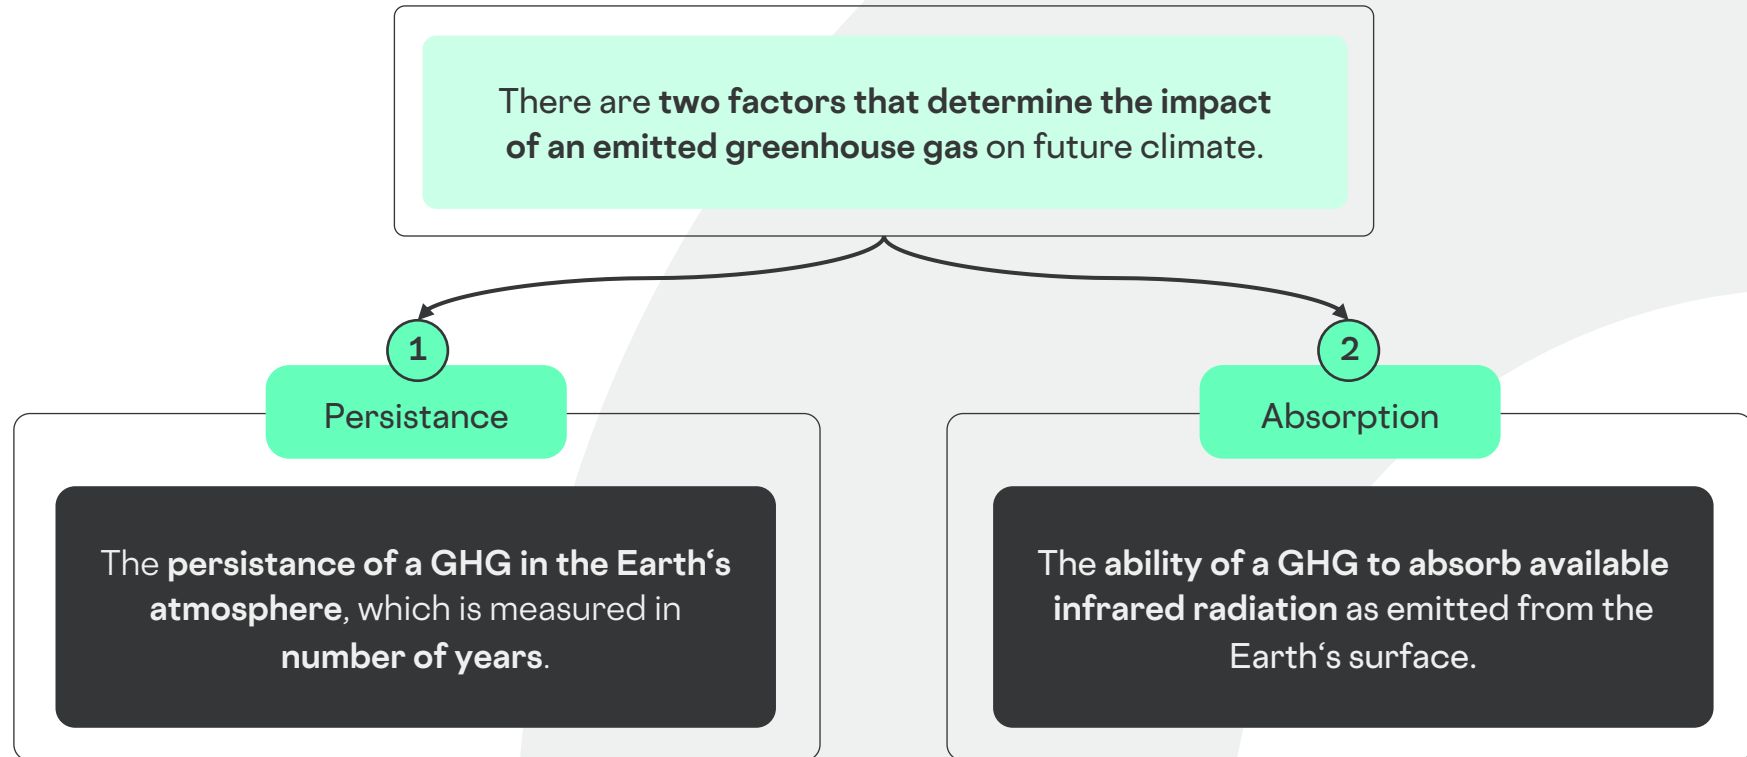 There are two factors that determine the impact
of an emitted greenhouse gas on future climate.
1
Persistance
The persistance of a GHG in the Earth‘s
atmosphere, which is measured in
number of years.
2
Absorption
The ability of a GHG to absorb available
infrared radiation as emitted from the
Earth‘s surface.